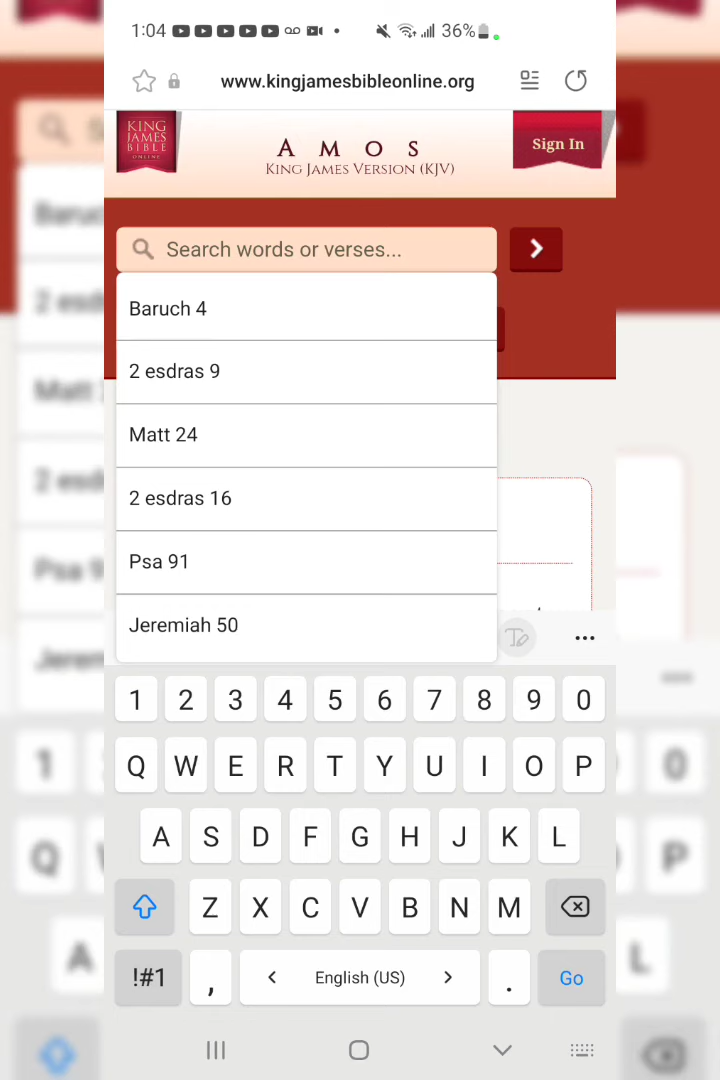 1:04 36%
www.kingjamesbibleonline.org
KING
JAMES
BIBLE
ONLINE
AMOS
KING JAMES VERSION (KJV)
Sign In
Search words or verses...
Baruch 4
2 esdras 9
Matt 24
2 esdras 16
Psa 91
Jeremiah 50
1 2 3 4 5 6 7 8 9 0
Q W E R T Y U I O P
A S D F G H J K L
Z X C V B N M
!#1 , English (US) . Go